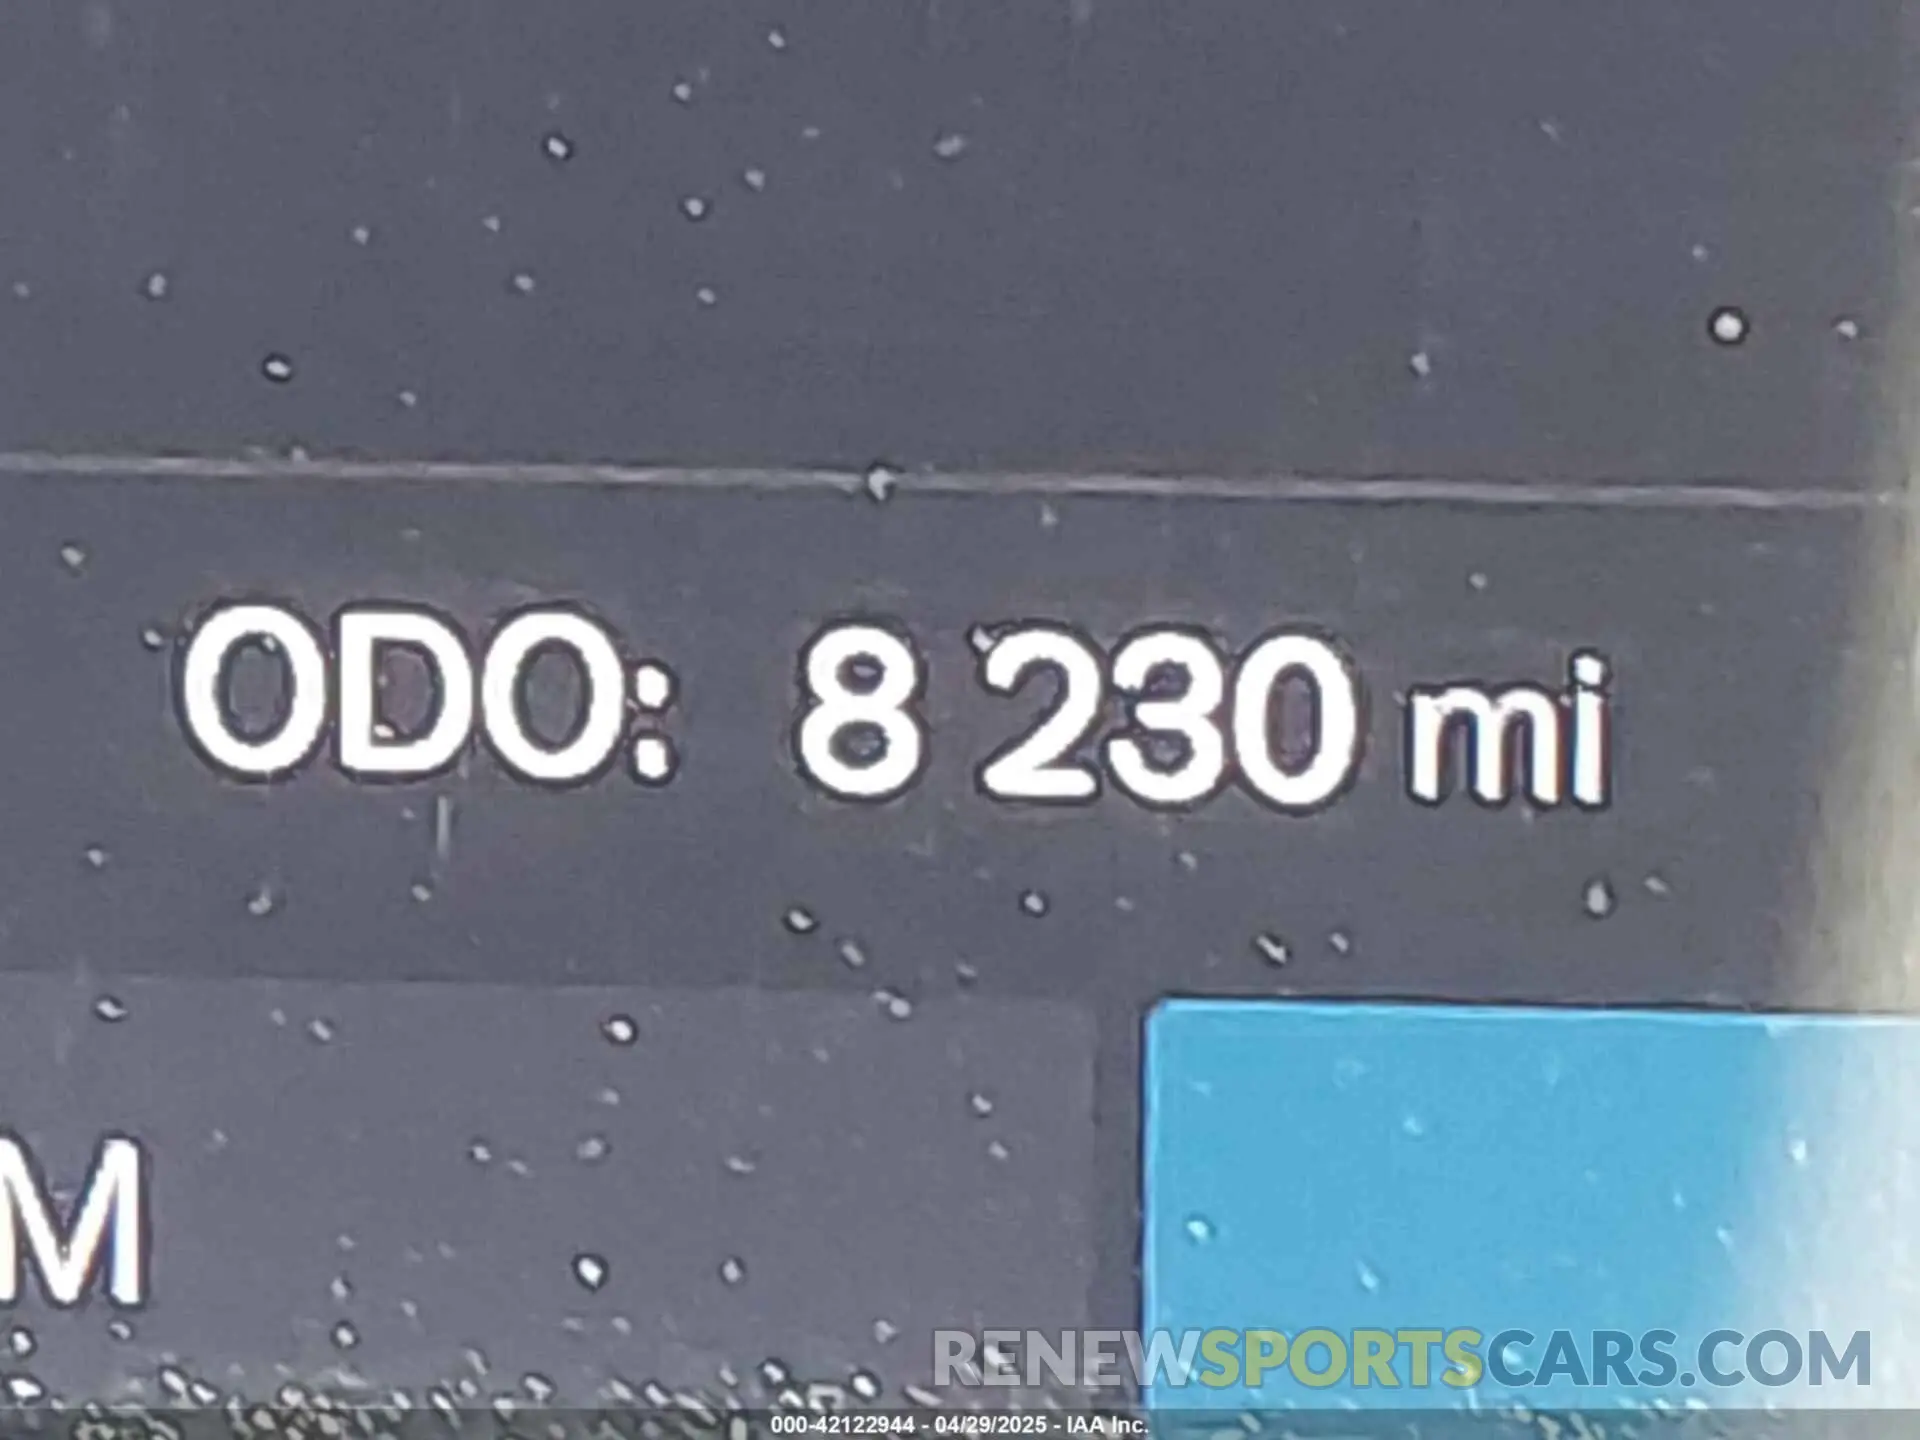 ODO: 8 230 mi
M
RENEWSPORTSCARS.COM
000-42122944 - 04/29/2025 - IAA Inc.